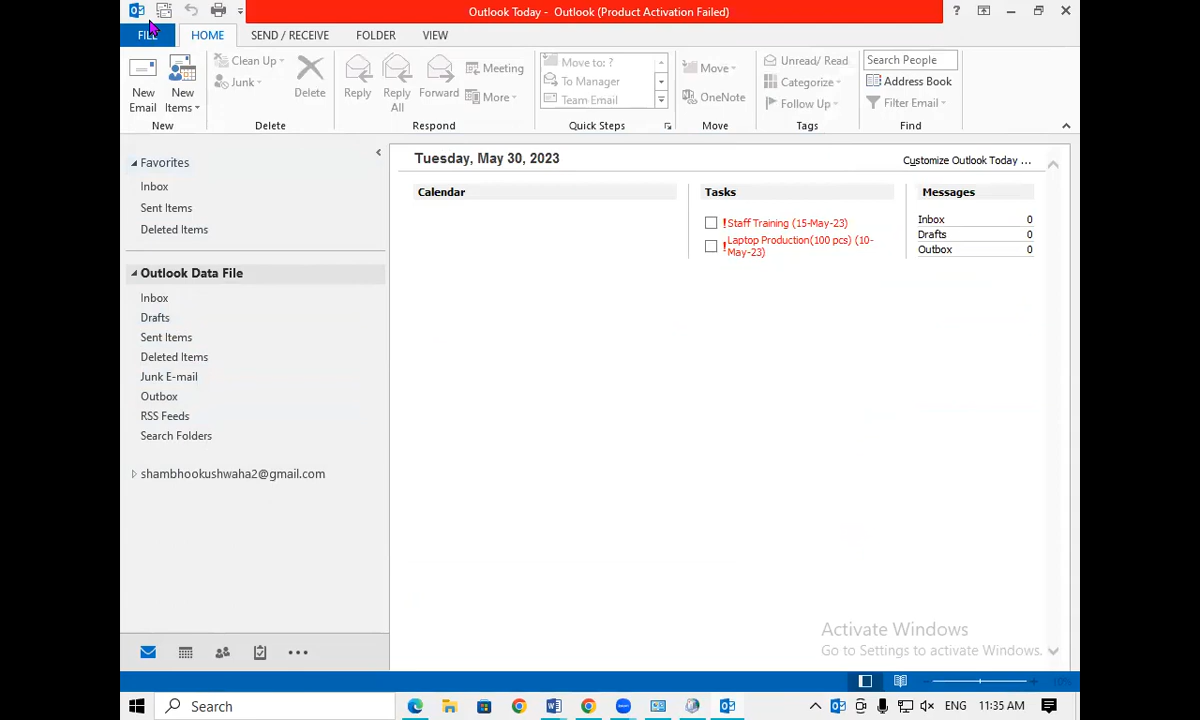 Outlook Today - Outlook (Product Activation Failed)
?
FILE HOME SEND / RECEIVE FOLDER VIEW
New Email
New Items
New
Clean Up
Junk
Delete
Delete
Reply
Reply All
Forward
Meeting
More
Respond
Move to: ?
To Manager
Team Email
Quick Steps
Move
OneNote
Move
Unread/ Read
Categorize
Follow Up
Tags
Search People
Address Book
Filter Email
Find
Favorites
Inbox
Sent Items
Deleted Items
Outlook Data File
Inbox
Drafts
Sent Items
Deleted Items
Junk E-mail
Outbox
RSS Feeds
Search Folders
shambhookushwaha2@gmail.com
Tuesday, May 30, 2023
Customize Outlook Today ...
Calendar
Tasks
! Staff Training (15-May-23)
! Laptop Production(100 pcs) (10-
May-23)
Messages
Inbox 0
Drafts 0
Outbox 0
Activate Windows
Go to Settings to activate Windows.
Search
ENG
11:35 AM